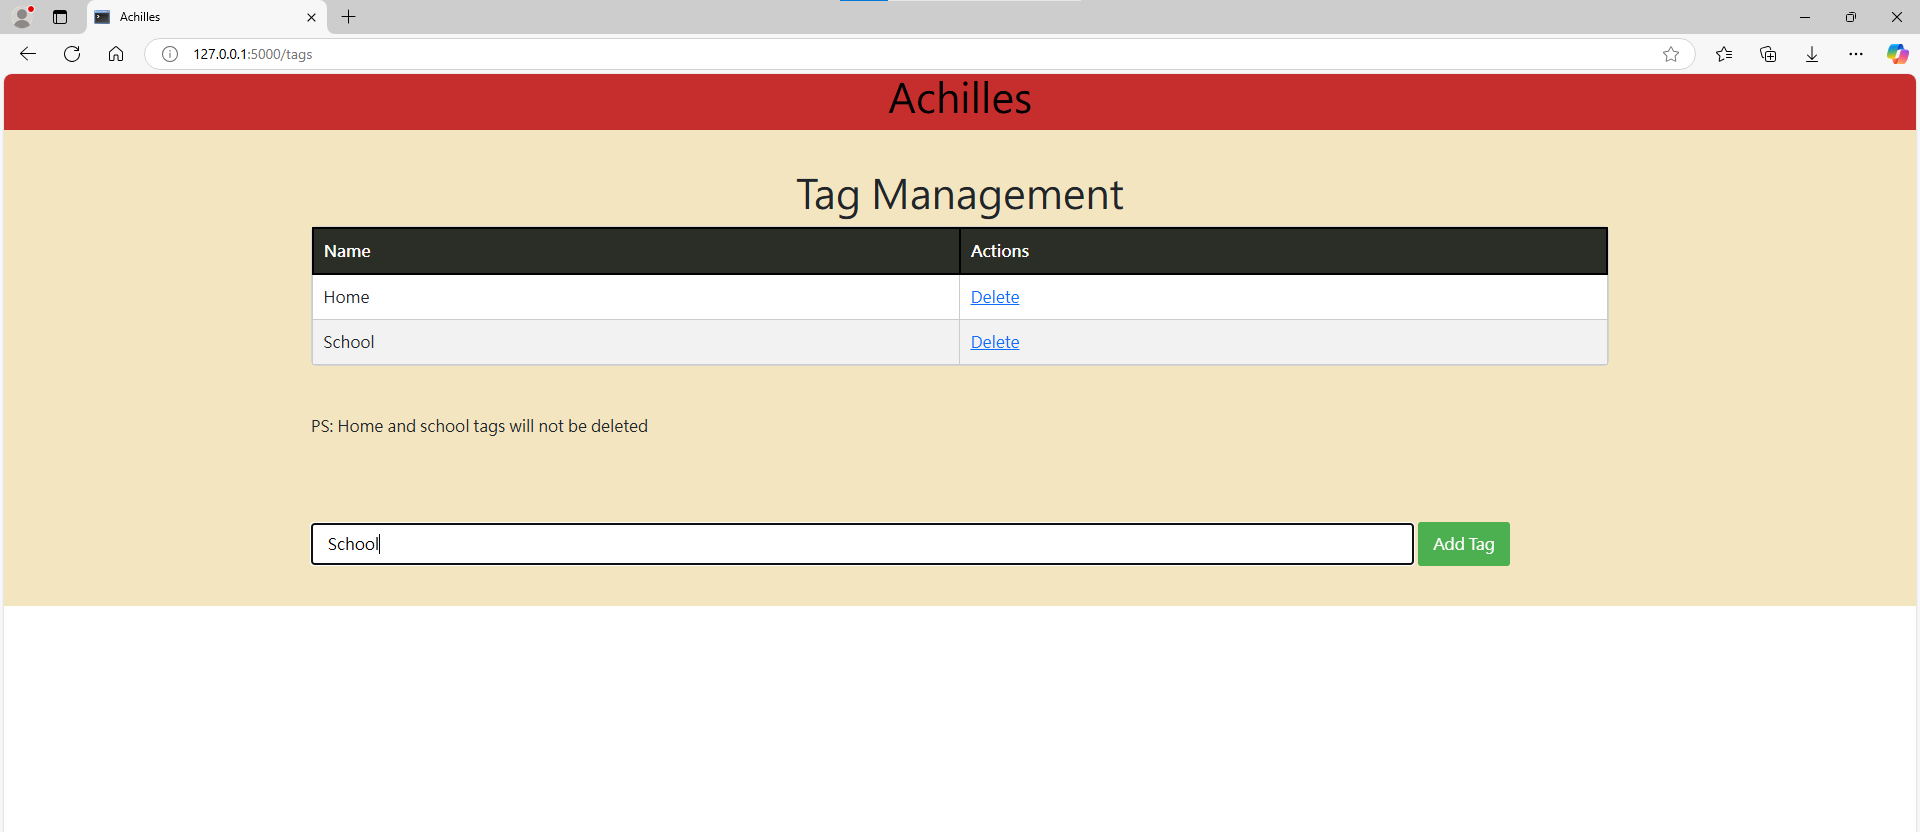 Achilles
127.0.0.1:5000/tags
Achilles
Tag Management
Name Actions
Home Delete
School Delete
PS: Home and school tags will not be deleted
School Add Tag